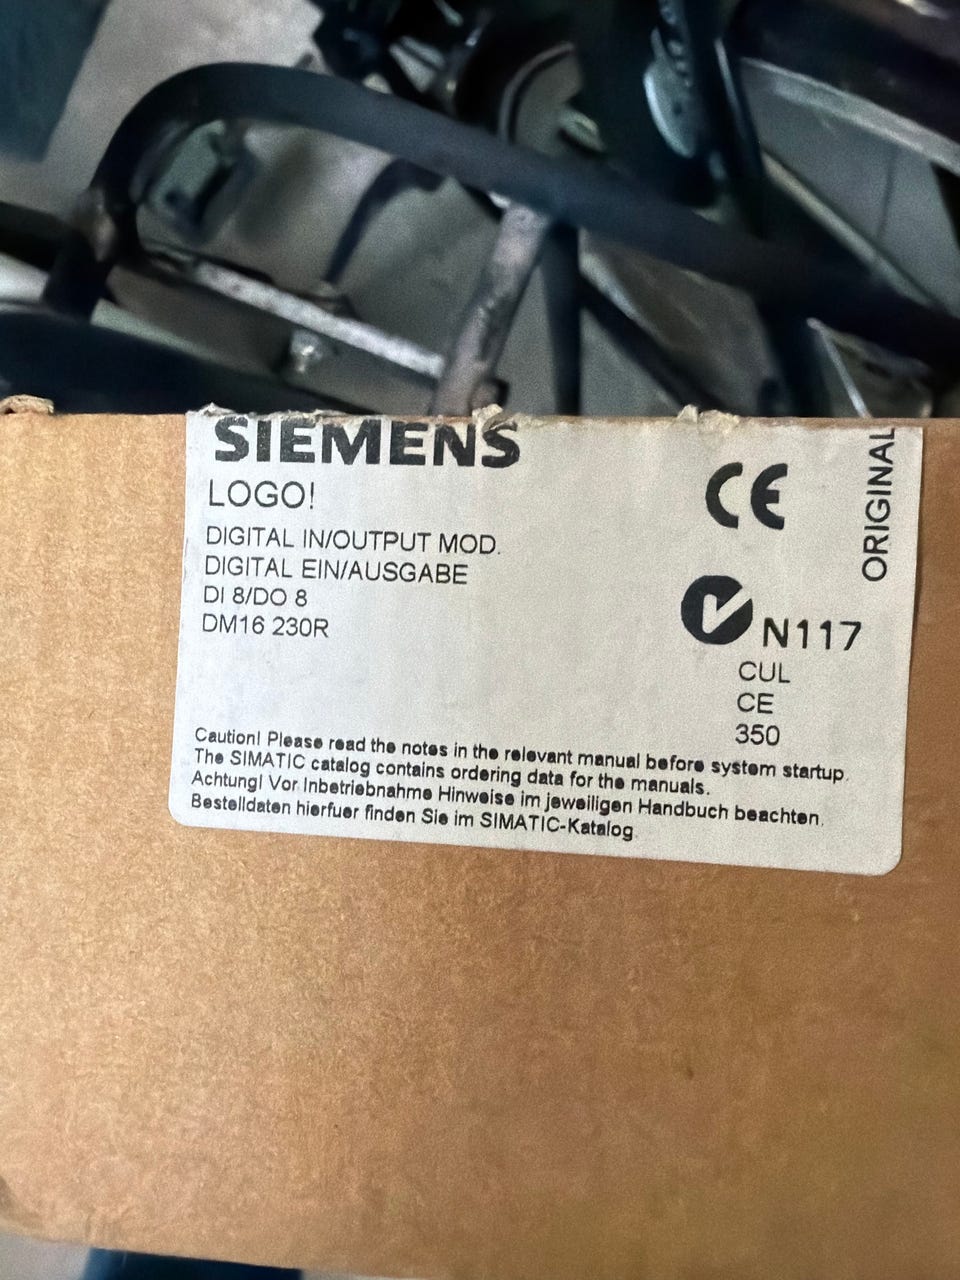 SIEMENS
LOGO!
DIGITAL IN/OUTPUT MOD.
DIGITAL EIN/AUSGABE
DI 8/DO 8
DM16 230R
CE
ORIGINAL
N117
CUL
CE
350
Caution! Please read the notes in the relevant manual before system startup.
The SIMATIC catalog contains ordering data for the manuals.
Achtung! Vor Inbetriebnahme Hinweise im jeweiligen Handbuch beachten.
Bestelldaten hierfuer finden Sie im SIMATIC-Katalog.